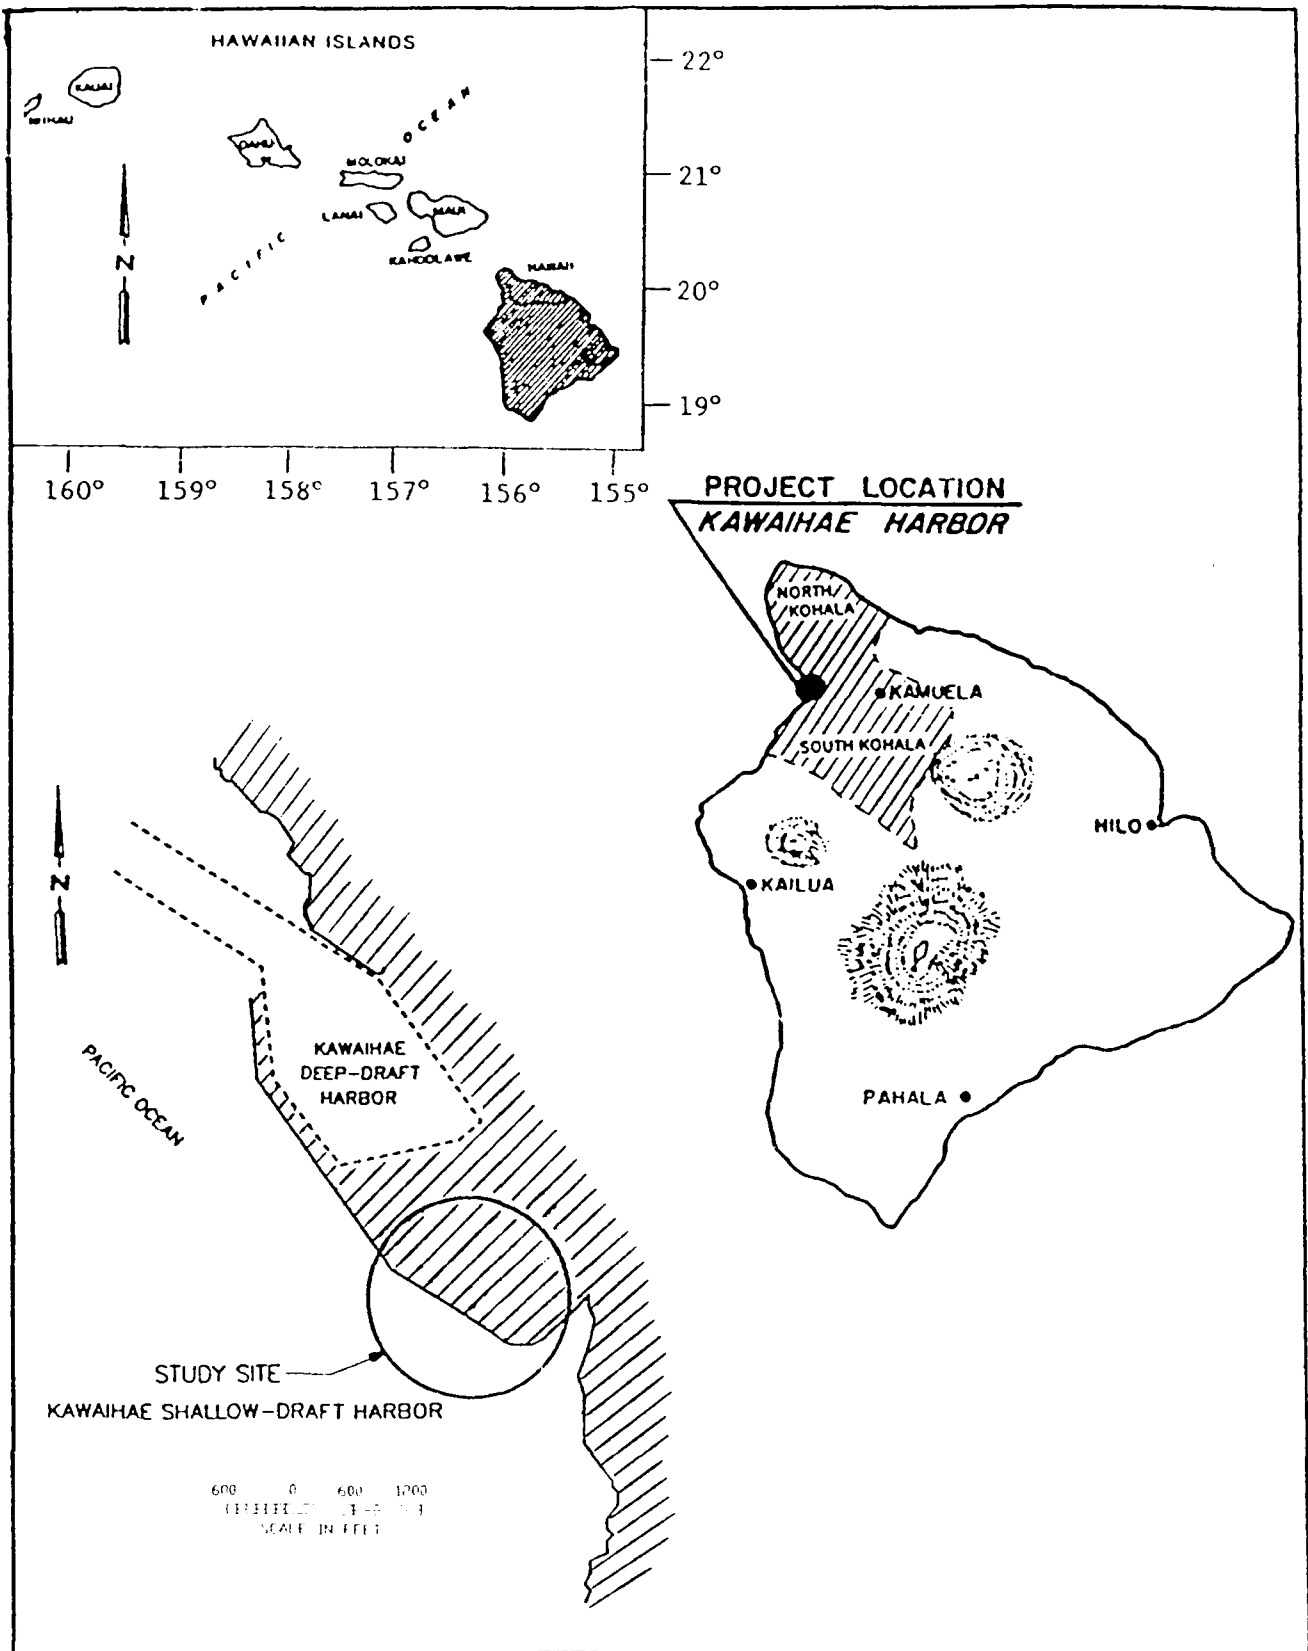 HAWAIIAN ISLANDS
KAUAI
NIIHAU
OAHU
MOLOKAI
LANAI
MAUI
KAHOOLAWE
HAWAII
PACIFIC
OCEAN
N
22°
21°
20°
19°
160° 159° 158° 157° 156° 155°
PROJECT LOCATION
KAWAIHAE HARBOR
NORTH
KOHALA
KAMUELA
SOUTH KOHALA
HILO
KAILUA
PAHALA
N
PACIFIC OCEAN
KAWAIHAE
DEEP-DRAFT
HARBOR
STUDY SITE
KAWAIHAE SHALLOW-DRAFT HARBOR
600 0 600 1200
SCALE IN FEET